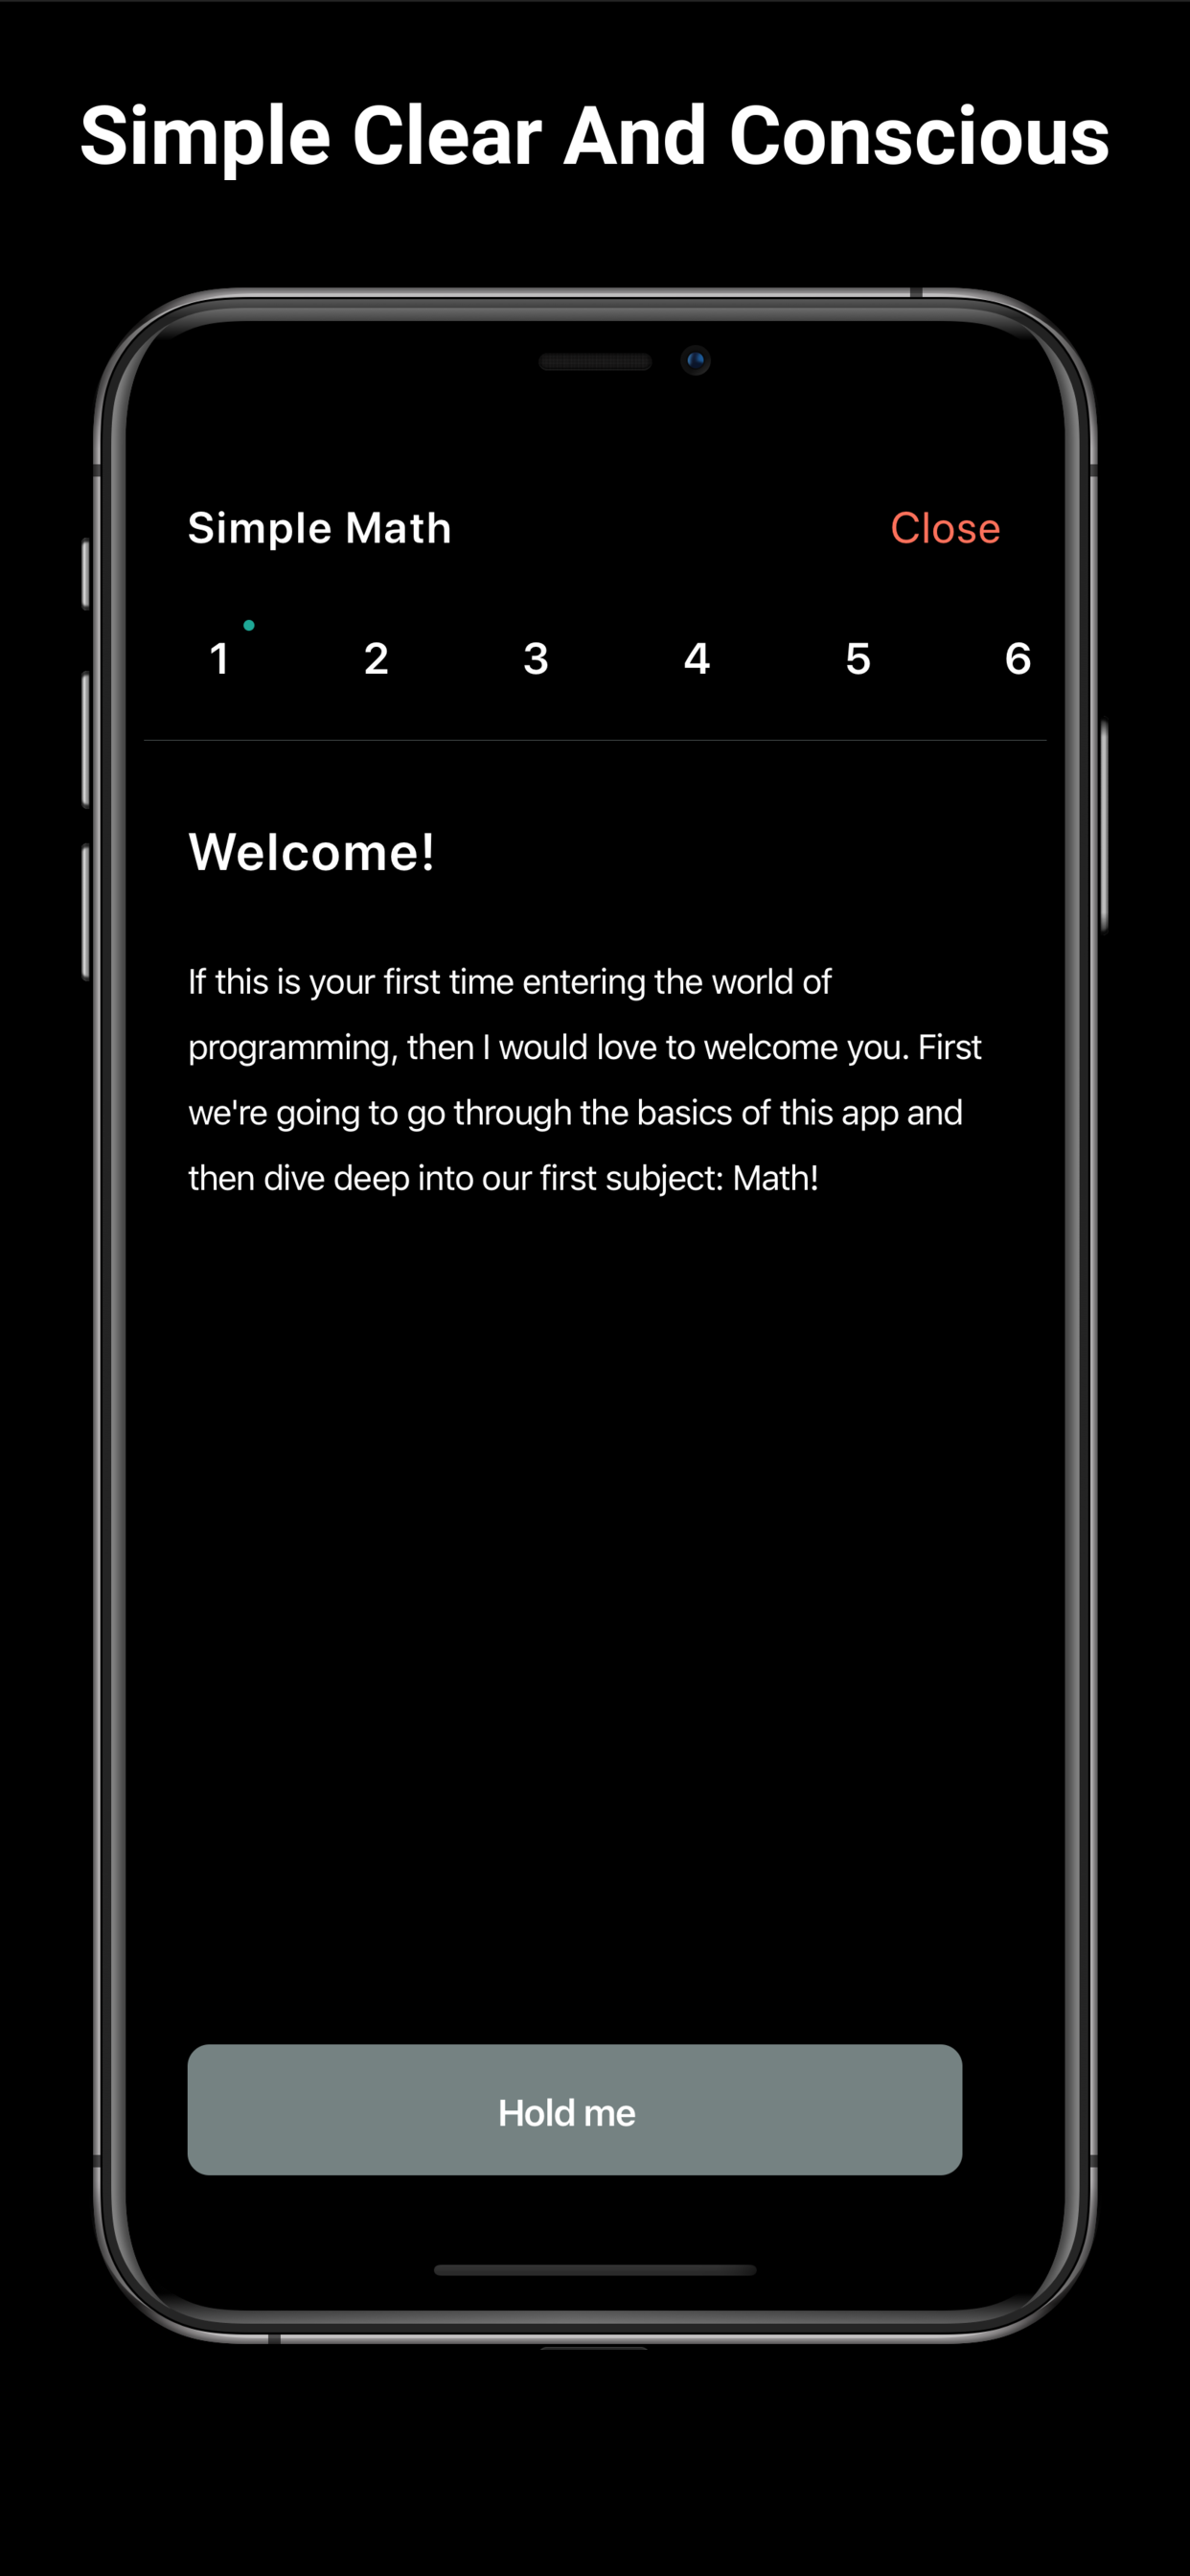 Simple Clear And Conscious
Simple Math Close
1 2 3 4 5 6
Welcome!
If this is your first time entering the world of
programming, then I would love to welcome you. First
we're going to go through the basics of this app and
then dive deep into our first subject: Math!
Hold me